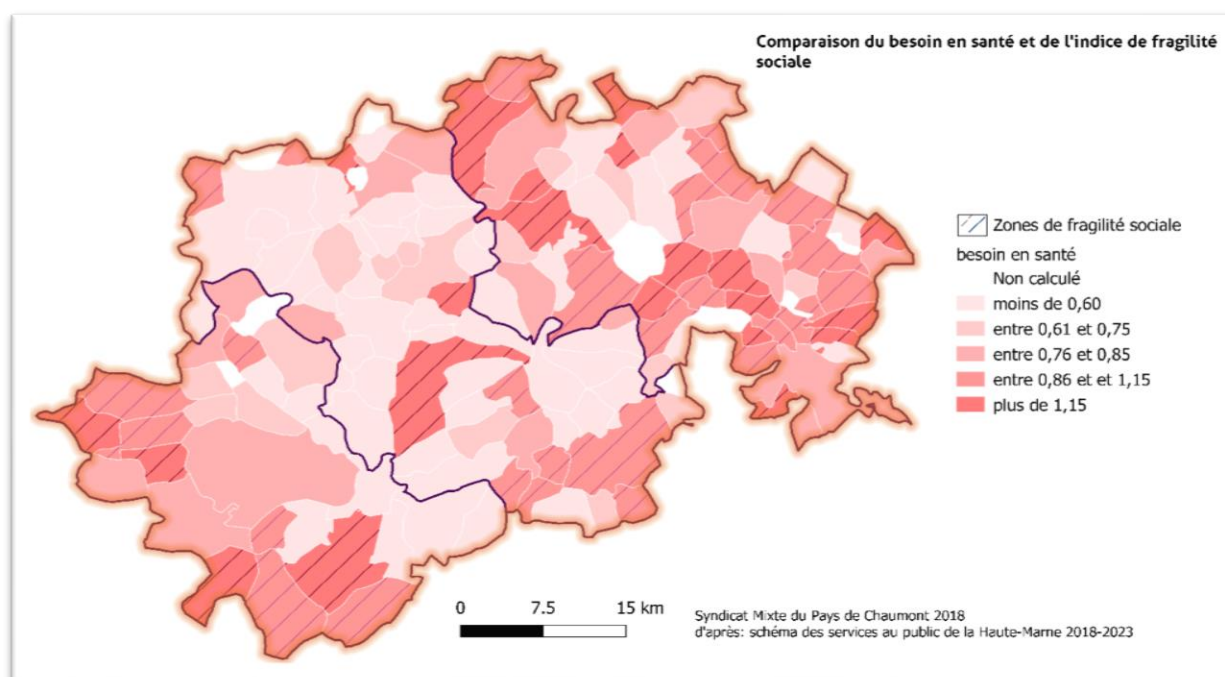 Comparaison du besoin en santé et de l'indice de fragilité
sociale
Zones de fragilité sociale
besoin en santé
Non calculé
moins de 0,60
entre 0,61 et 0,75
entre 0,76 et 0,85
entre 0,86 et et 1,15
plus de 1,15
0 7.5 15 km
Syndicat Mixte du Pays de Chaumont 2018
d'après: schéma des services au public de la Haute-Marne 2018-2023